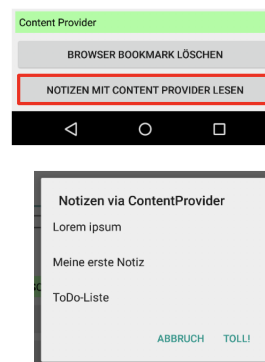 Content Provider
BROWSER BOOKMARK LÖSCHEN
NOTIZEN MIT CONTENT PROVIDER LESEN
Notizen via ContentProvider
Lorem ipsum
Meine erste Notiz
ToDo-Liste
ABBRUCH TOLL!